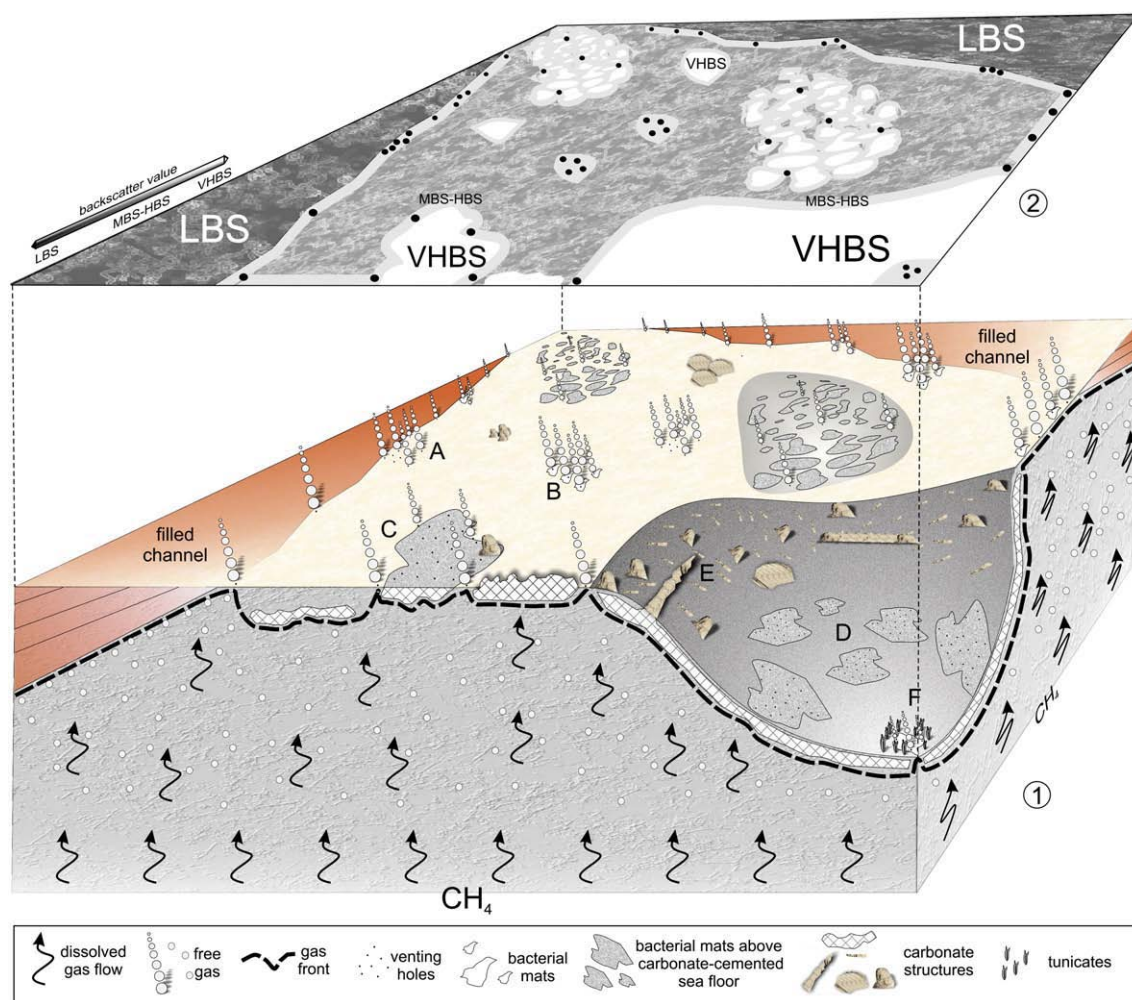 LBS
VHBS
backscatter value
VHBS
MBS-HBS
LBS
LBS
MBS-HBS
MBS-HBS
VHBS
VHBS
2
filled
channel
A
B
C
filled
channel
E
D
F
CH₄
1
CH₄
dissolved
gas flow
free
gas
gas
front
venting
holes
bacterial
mats
bacterial mats above
carbonate-cemented
sea floor
carbonate
structures
tunicates